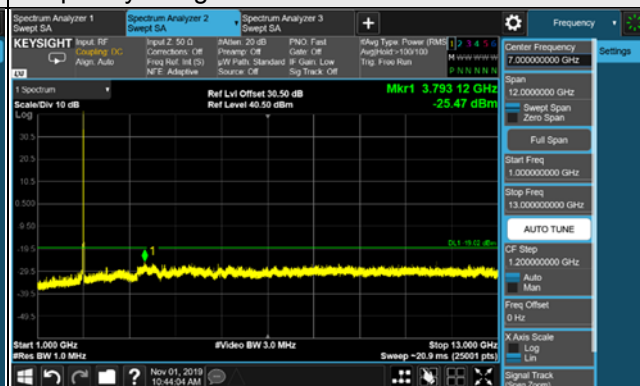 Spectrum Analyzer 1
Swept SA
Spectrum Analyzer 2
Swept SA
Spectrum Analyzer 3
Swept SA
+
Frequency
KEYSIGHT
Input: RF
Coupling: DC
Align: Auto
Input Z: 50 Ω
Corrections: Off
Freq Ref: Int (S)
NFE: Adaptive
#Atten: 20 dB
Preamp: Off
µW Path: Standard
Source: Off
PNO: Fast
Gate: Off
IF Gain: Low
Sig Track: Off
#Avg Type: Power (RMS)
Avg|Hold:>100/100
Trig: Free Run
1 2 3 4 5 6
M W W W W W
P N N N N N
Center Frequency
7.000000000 GHz
Settings
Span
12.0000000 GHz
Swept Span
Zero Span
Full Span
Start Freq
1.000000000 GHz
Stop Freq
13.000000000 GHz
AUTO TUNE
CF Step
1.200000000 GHz
Auto
Man
Freq Offset
0 Hz
X Axis Scale
Log
Lin
Signal Track
(Span Zoom)
LXI
1 Spectrum
Scale/Div 10 dB
Log
Ref Lvl Offset 30.50 dB
Ref Level 40.50 dBm
Mkr1 3.793 12 GHz
-25.47 dBm
30.5
20.5
10.5
0.500
-9.50
-19.5
-29.5
-39.5
-49.5
1
Start 1.000 GHz
#Res BW 1.0 MHz
#Video BW 3.0 MHz
Stop 13.000 GHz
Sweep ~20.9 ms (25001 pts)
?
Nov 01, 2019
10:44:04 AM